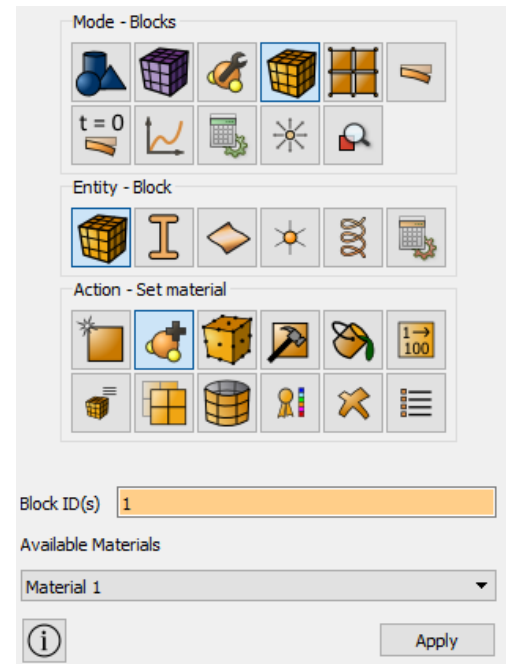 Mode - Blocks
t = 0
Entity - Block
Action - Set material
1→
100
Block ID(s) 1
Available Materials
Material 1
i
Apply